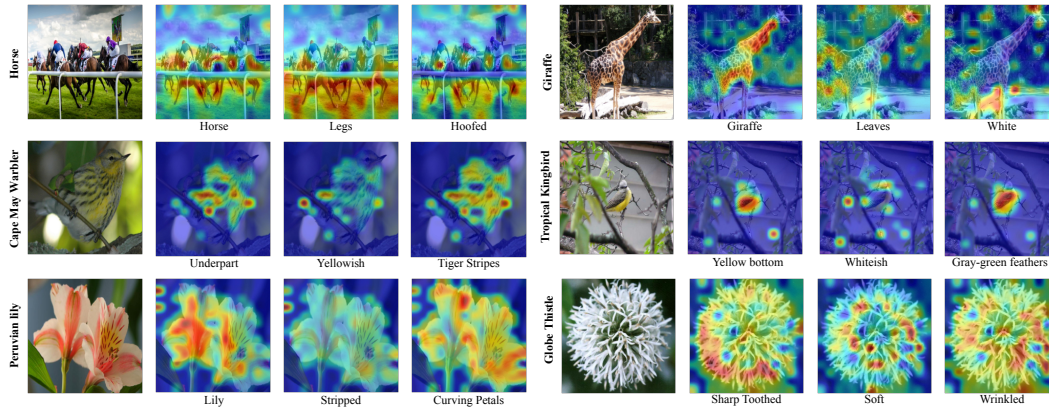 Horse
Horse Legs Hoofed
Giraffe
Giraffe Leaves White
Cape May Warbler
Underpart Yellowish Tiger Stripes
Tropical Kingbird
Yellow bottom Whiteish Gray-green feathers
Peruvian lily
Lily Stripped Curving Petals
Globe Thistle
Sharp Toothed Soft Wrinkled